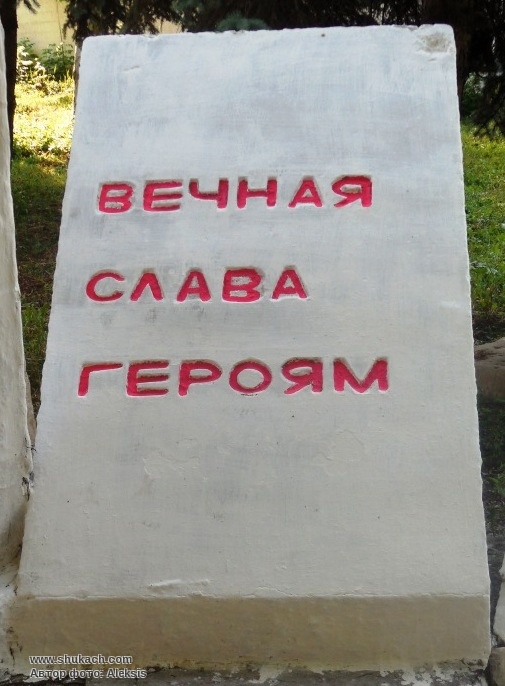 ВЕЧНАЯ
СЛАВА
ГЕРОЯМ
www.shukach.com
Автор фото: Aleksis